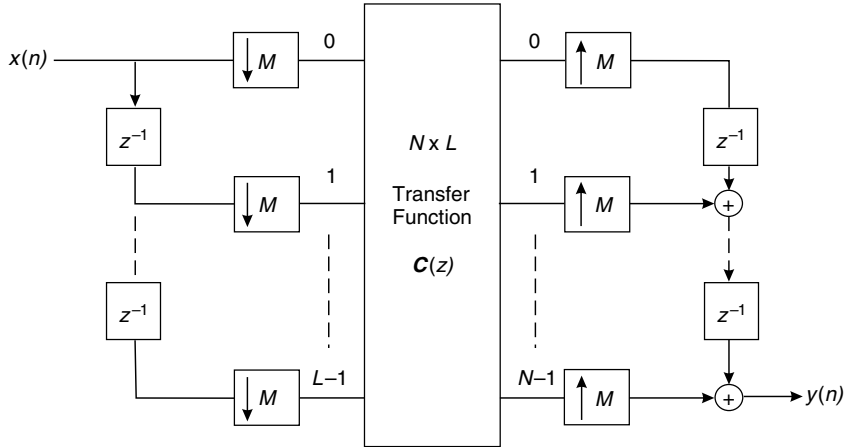 0
0
x(n)
M
M
z⁻¹
z⁻¹
N x L
1
1
Transfer
Function
M
M
+
C(z)
z⁻¹
z⁻¹
L–1
N–1
M
M
+
y(n)